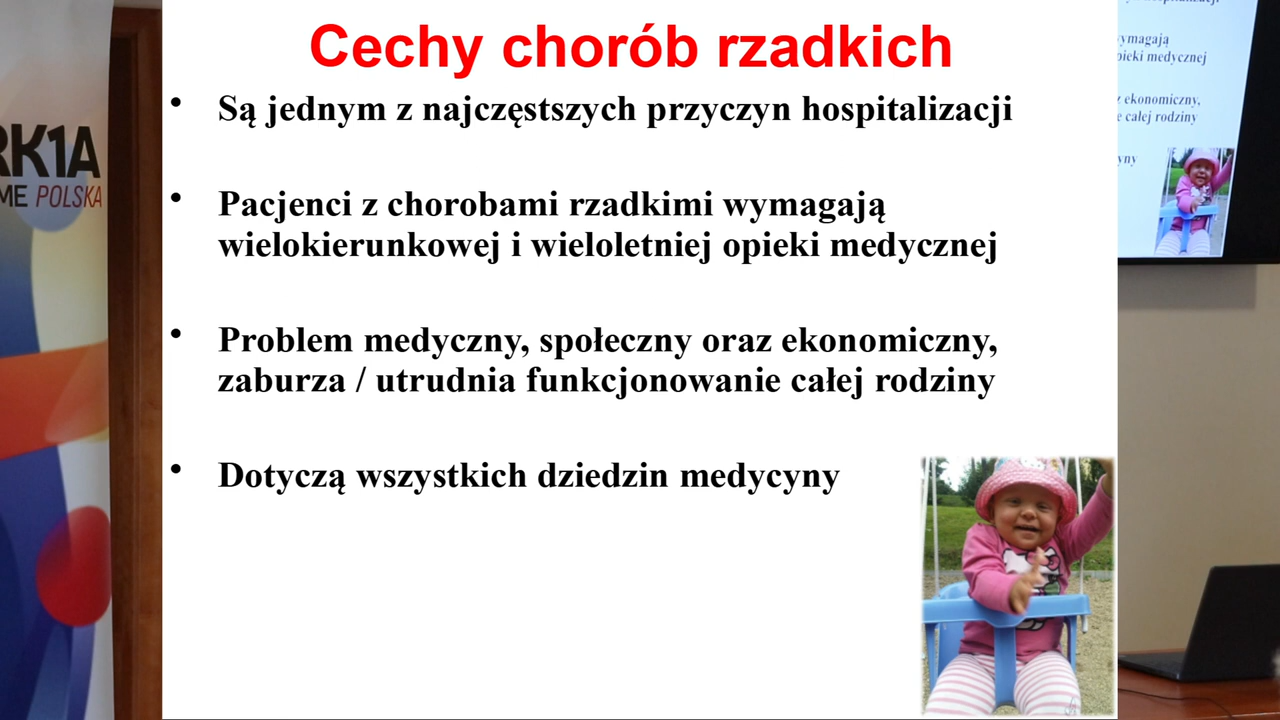 Cechy chorób rzadkich
• Są jednym z najczęstszych przyczyn hospitalizacji
• Pacjenci z chorobami rzadkimi wymagają
wielokierunkowej i wieloletniej opieki medycznej
• Problem medyczny, społeczny oraz ekonomiczny,
zaburza / utrudnia funkcjonowanie całej rodziny
• Dotyczą wszystkich dziedzin medycyny
RK1A
ME POLSKA
ymagają
pieki medycznej
ekonomiczny,
e całej rodziny
yny